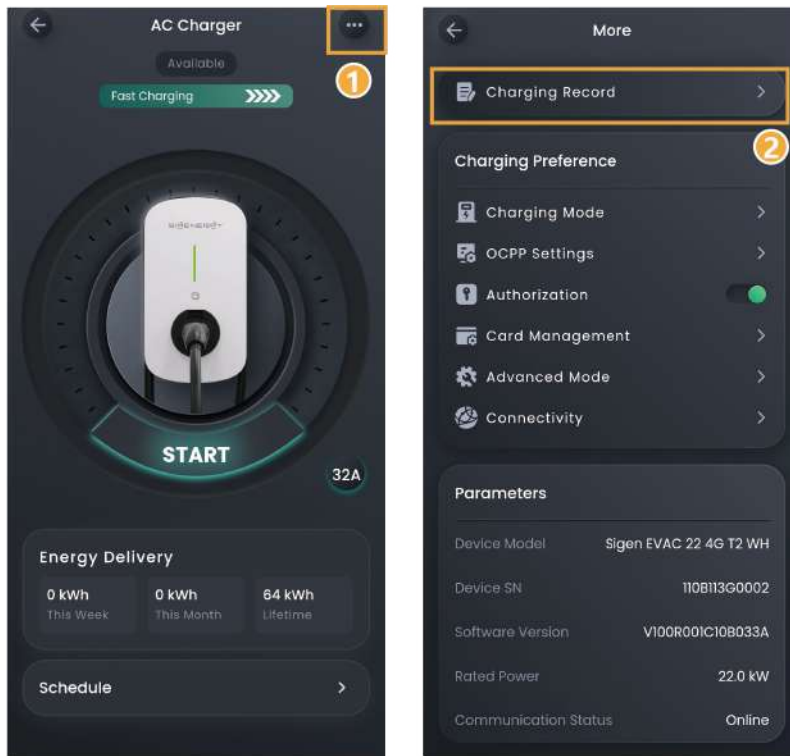 AC Charger
...
Available
Fast Charging
1
SIGENERGY
START
32A
Energy Delivery
0 kWh
This Week
0 kWh
This Month
64 kWh
Lifetime
Schedule
More
Charging Record
2
Charging Preference
Charging Mode
OCPP Settings
Authorization
Card Management
Advanced Mode
Connectivity
Parameters
Device Model Sigen EVAC 22 4G T2 WH
Device SN 110B113G0002
Software Version V100R001C10B033A
Rated Power 22.0 kW
Communication Status Online